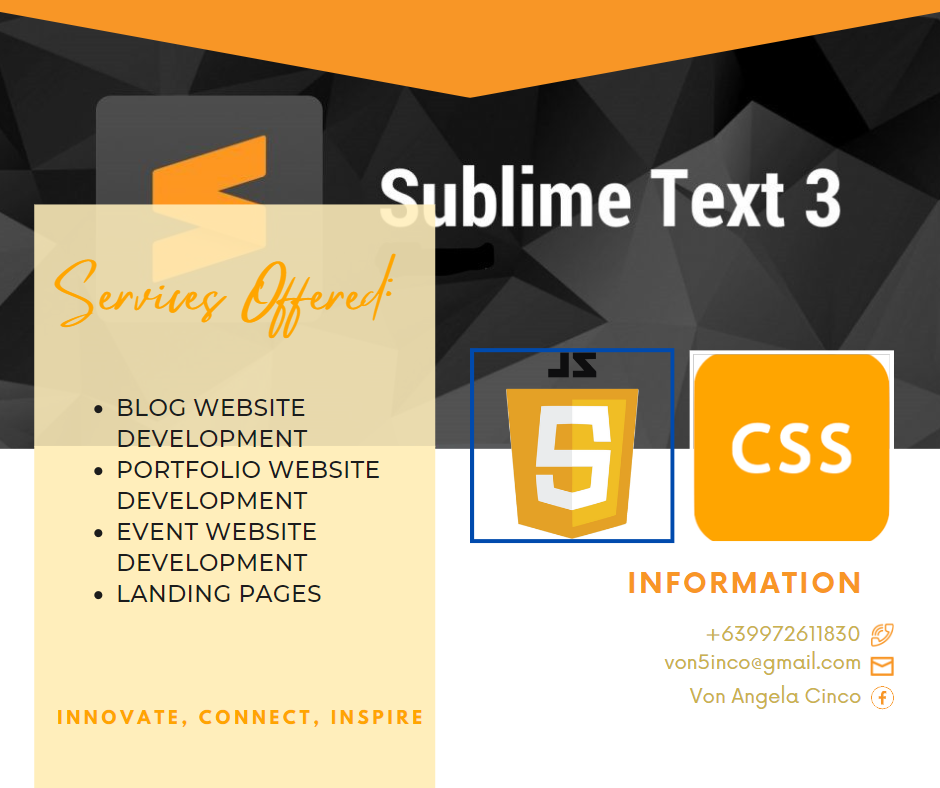 Sublime Text 3
Services Offered:
• BLOG WEBSITE
DEVELOPMENT
• PORTFOLIO WEBSITE
DEVELOPMENT
• EVENT WEBSITE
DEVELOPMENT
• LANDING PAGES
INNOVATE, CONNECT, INSPIRE
JS
CSS
INFORMATION
+639972611830
von5inco@gmail.com
Von Angela Cinco